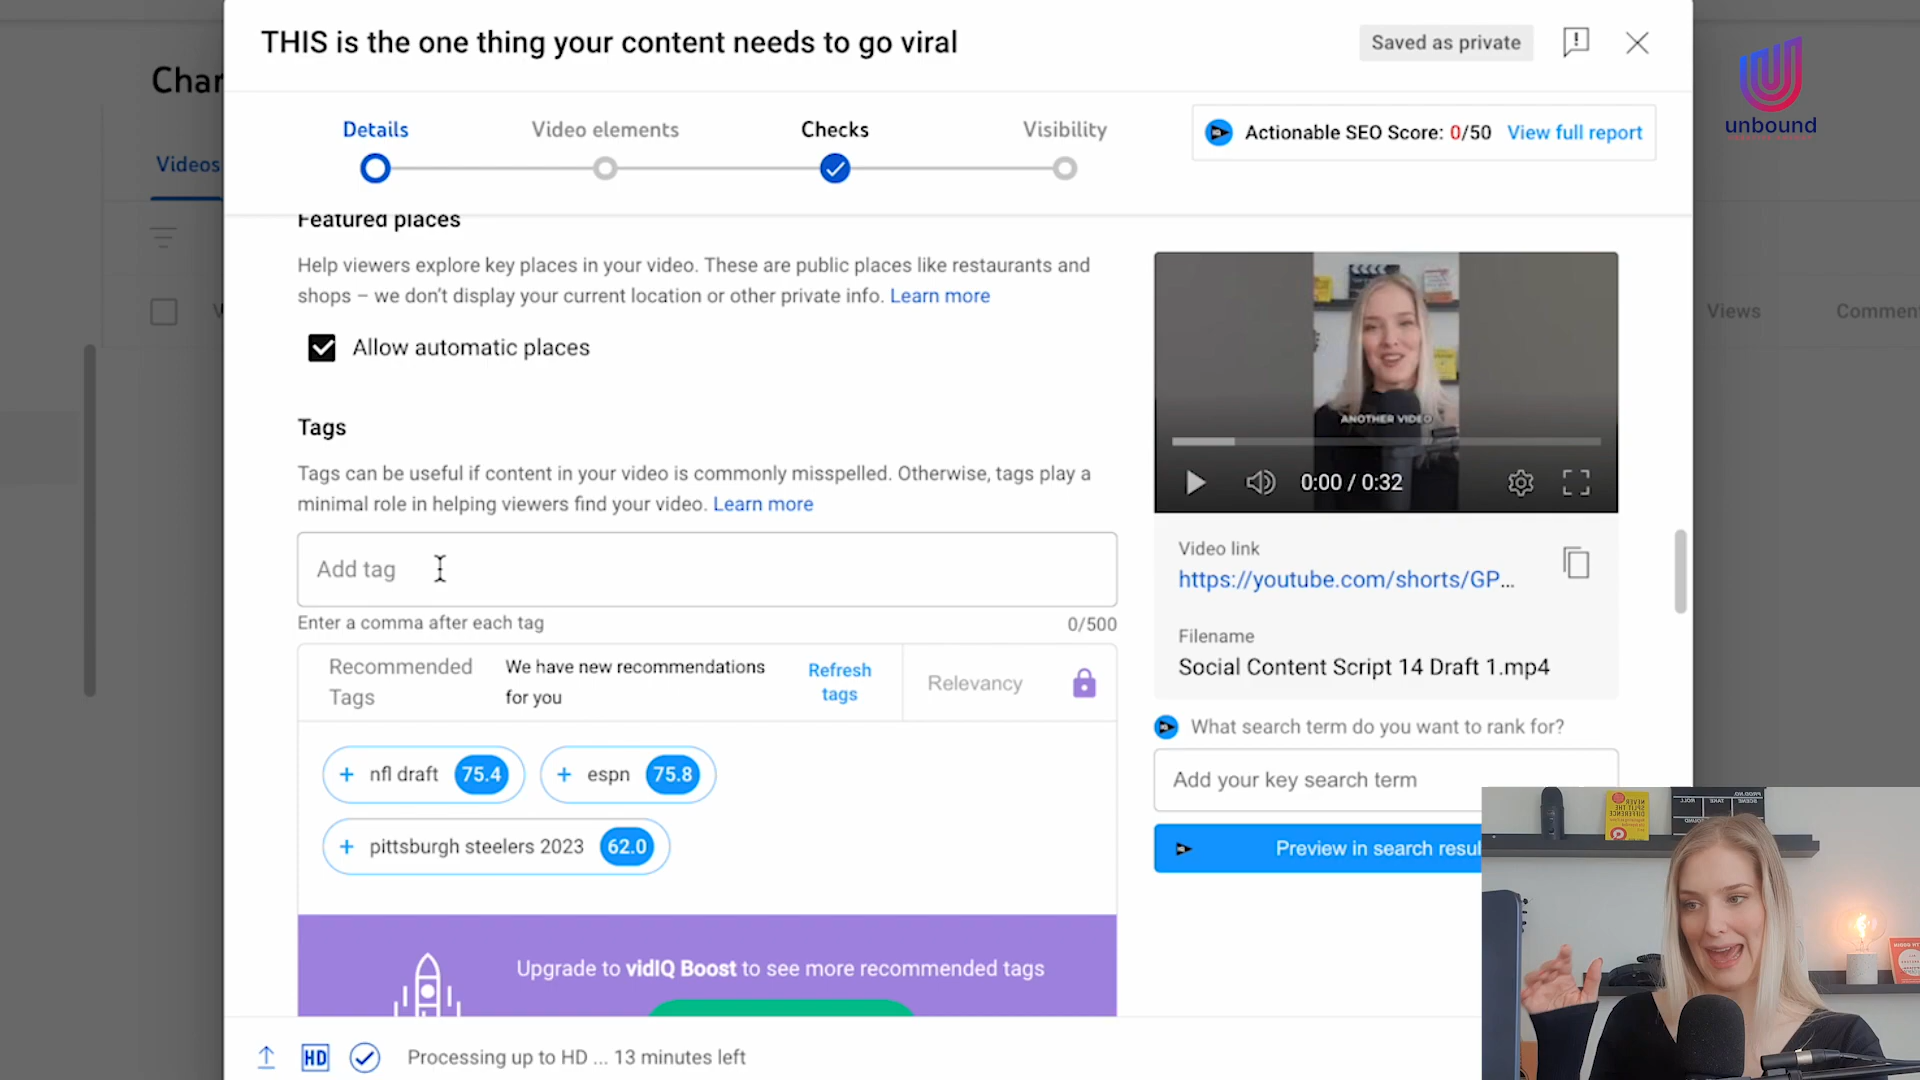 THIS is the one thing your content needs to go viral
Saved as private
unbound
Details
Video elements
Checks
Visibility
Actionable SEO Score: 0/50 View full report
Videos
Featured places
Help viewers explore key places in your video. These are public places like restaurants and
shops – we don't display your current location or other private info. Learn more
Allow automatic places
Views
Tags
Tags can be useful if content in your video is commonly misspelled. Otherwise, tags play a
minimal role in helping viewers find your video. Learn more
Add tag
Enter a comma after each tag
0/500
Recommended
Tags
We have new recommendations
for you
Refresh
tags
Relevancy
+ nfl draft 75.4
+ espn 75.8
+ pittsburgh steelers 2023 62.0
Upgrade to vidIQ Boost to see more recommended tags
HD
Processing up to HD ... 13 minutes left
ANOTHER VIDEO
0:00 / 0:32
Video link
https://youtube.com/shorts/GP...
Filename
Social Content Script 14 Draft 1.mp4
What search term do you want to rank for?
Add your key search term
Preview in search resul